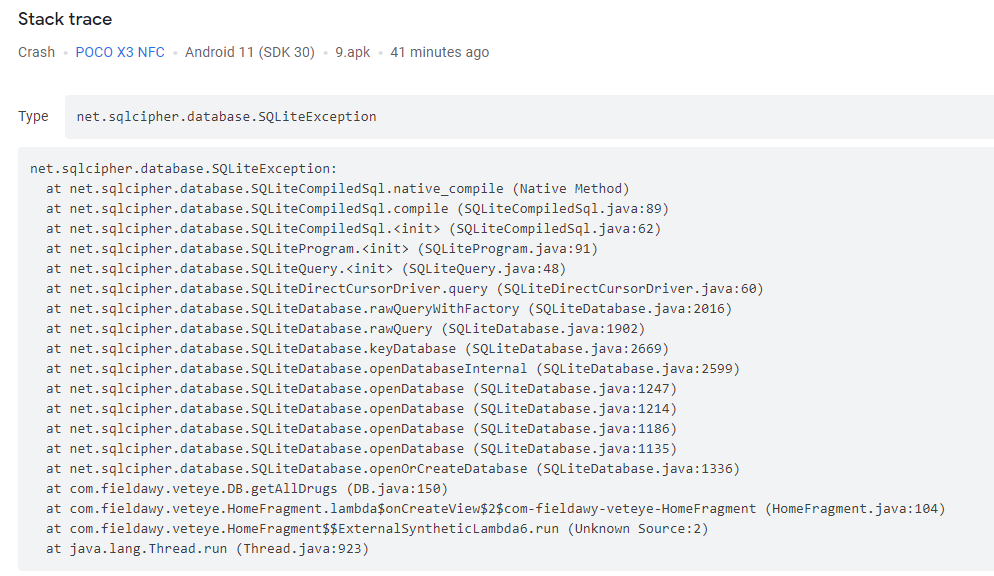 Stack trace
Crash • POCO X3 NFC • Android 11 (SDK 30) • 9.apk • 41 minutes ago
Type net.sqlcipher.database.SQLiteException
net.sqlcipher.database.SQLiteException:
at net.sqlcipher.database.SQLiteCompiledSql.native_compile (Native Method)
at net.sqlcipher.database.SQLiteCompiledSql.compile (SQLiteCompiledSql.java:89)
at net.sqlcipher.database.SQLiteCompiledSql.<init> (SQLiteCompiledSql.java:62)
at net.sqlcipher.database.SQLiteProgram.<init> (SQLiteProgram.java:91)
at net.sqlcipher.database.SQLiteQuery.<init> (SQLiteQuery.java:48)
at net.sqlcipher.database.SQLiteDirectCursorDriver.query (SQLiteDirectCursorDriver.java:60)
at net.sqlcipher.database.SQLiteDatabase.rawQueryWithFactory (SQLiteDatabase.java:2016)
at net.sqlcipher.database.SQLiteDatabase.rawQuery (SQLiteDatabase.java:1902)
at net.sqlcipher.database.SQLiteDatabase.keyDatabase (SQLiteDatabase.java:2669)
at net.sqlcipher.database.SQLiteDatabase.openDatabaseInternal (SQLiteDatabase.java:2599)
at net.sqlcipher.database.SQLiteDatabase.openDatabase (SQLiteDatabase.java:1247)
at net.sqlcipher.database.SQLiteDatabase.openDatabase (SQLiteDatabase.java:1214)
at net.sqlcipher.database.SQLiteDatabase.openDatabase (SQLiteDatabase.java:1186)
at net.sqlcipher.database.SQLiteDatabase.openDatabase (SQLiteDatabase.java:1135)
at net.sqlcipher.database.SQLiteDatabase.openOrCreateDatabase (SQLiteDatabase.java:1336)
at com.fieldawy.veteye.DB.getAllDrugs (DB.java:150)
at com.fieldawy.veteye.HomeFragment.lambda$onCreateView$2$com-fieldawy-veteye-HomeFragment (HomeFragment.java:104)
at com.fieldawy.veteye.HomeFragment$$ExternalSyntheticLambda6.run (Unknown Source:2)
at java.lang.Thread.run (Thread.java:923)